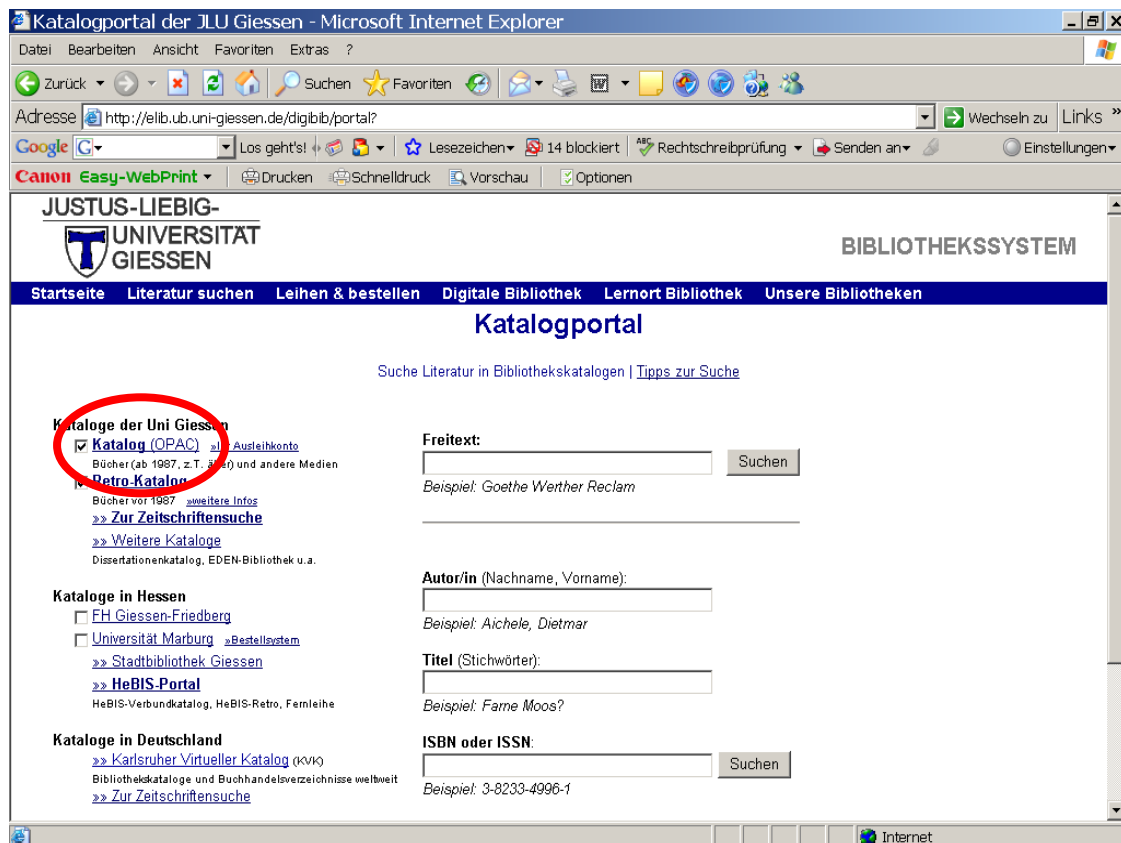 Katalogportal der JLU Giessen - Microsoft Internet Explorer
Datei Bearbeiten Ansicht Favoriten Extras ?
Zurück Suchen Favoriten
Adresse http://elib.ub.uni-giessen.de/digibib/portal? Wechseln zu Links »
Google G Los geht's! Lesezeichen 14 blockiert ABC Rechtschreibprüfung Senden an Einstellungen
Canon Easy-WebPrint Drucken Schnelldruck Vorschau Optionen
JUSTUS-LIEBIG-
UNIVERSITÄT
GIESSEN
BIBLIOTHEKSSYSTEM
Startseite Literatur suchen Leihen & bestellen Digitale Bibliothek Lernort Bibliothek Unsere Bibliotheken
Katalogportal
Suche Literatur in Bibliothekskatalogen | Tipps zur Suche
Kataloge der Uni Giessen
Katalog (OPAC) Ausleihkonto
Bücher (ab 1987, z.T. älter) und andere Medien
Retro-Katalog
Bücher vor 1987 »weitere Infos
»» Zur Zeitschriftensuche
»» Weitere Kataloge
Dissertationenkatalog, EDEN-Bibliothek u.a.
Kataloge in Hessen
FH Giessen-Friedberg
Universität Marburg »Bestellsystem
»» Stadtbibliothek Giessen
»» HeBIS-Portal
HeBIS-Verbundkatalog, HeBIS-Retro, Fernleihe
Kataloge in Deutschland
»» Karlsruher Virtueller Katalog (KVK)
Bibliothekskataloge und Buchhandelsverzeichnisse weltweit
»» Zur Zeitschriftensuche
Freitext:
Suchen
Beispiel: Goethe Werther Reclam
Autor/in (Nachname, Vorname):
Beispiel: Aichele, Dietmar
Titel (Stichwörter):
Beispiel: Farne Moos?
ISBN oder ISSN:
Suchen
Beispiel: 3-8233-4996-1
Internet